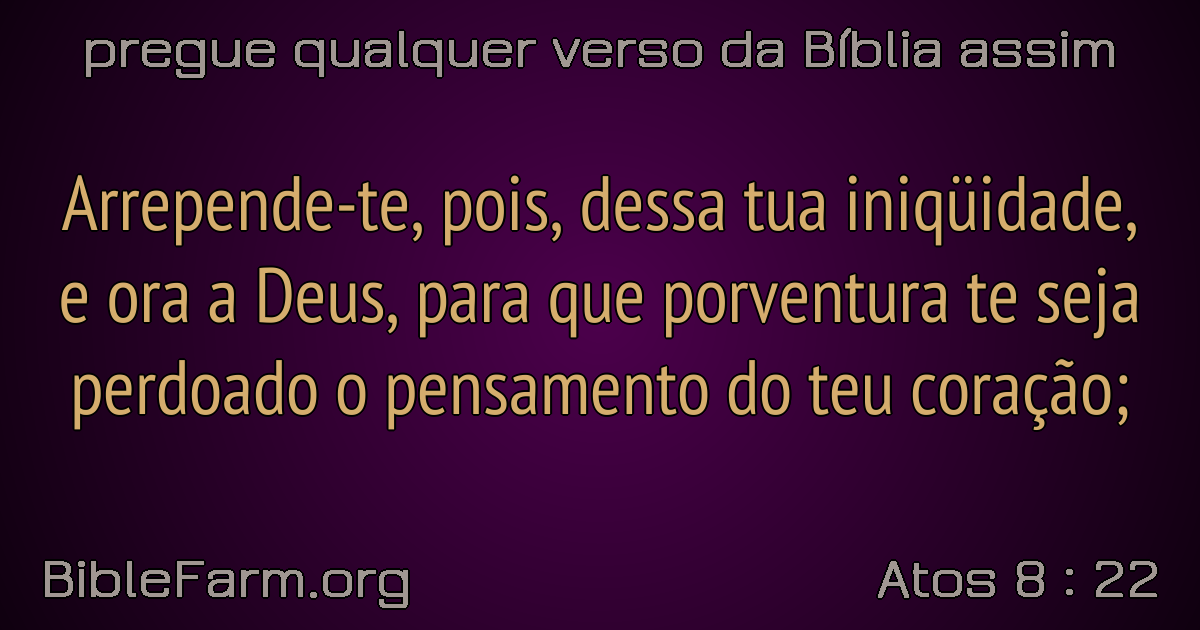 pregue qualquer verso da Bíblia assim
Arrepende-te, pois, dessa tua iniqüidade,
e ora a Deus, para que porventura te seja
perdoado o pensamento do teu coração;
BibleFarm.org
Atos 8 : 22